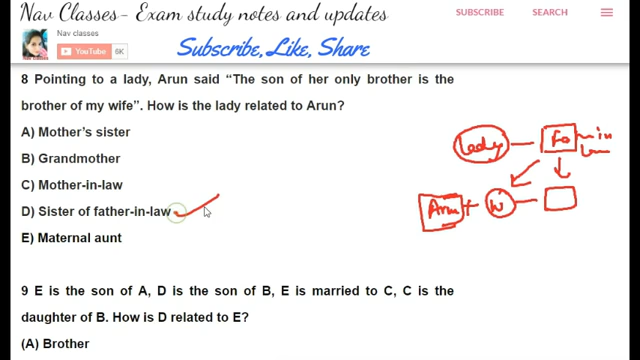 Nav Classes- Exam study notes and updates
SUBSCRIBE
SEARCH
Nav classes
YouTube 6K
Subscribe, Like, Share
8 Pointing to a lady, Arun said “The son of her only brother is the
brother of my wife”. How is the lady related to Arun?
A) Mother’s sister
B) Grandmother
C) Mother-in-law
D) Sister of father-in-law
E) Maternal aunt
lady
Fa in
law
Arun
W
9 E is the son of A, D is the son of B, E is married to C, C is the
daughter of B. How is D related to E?
(A) Brother